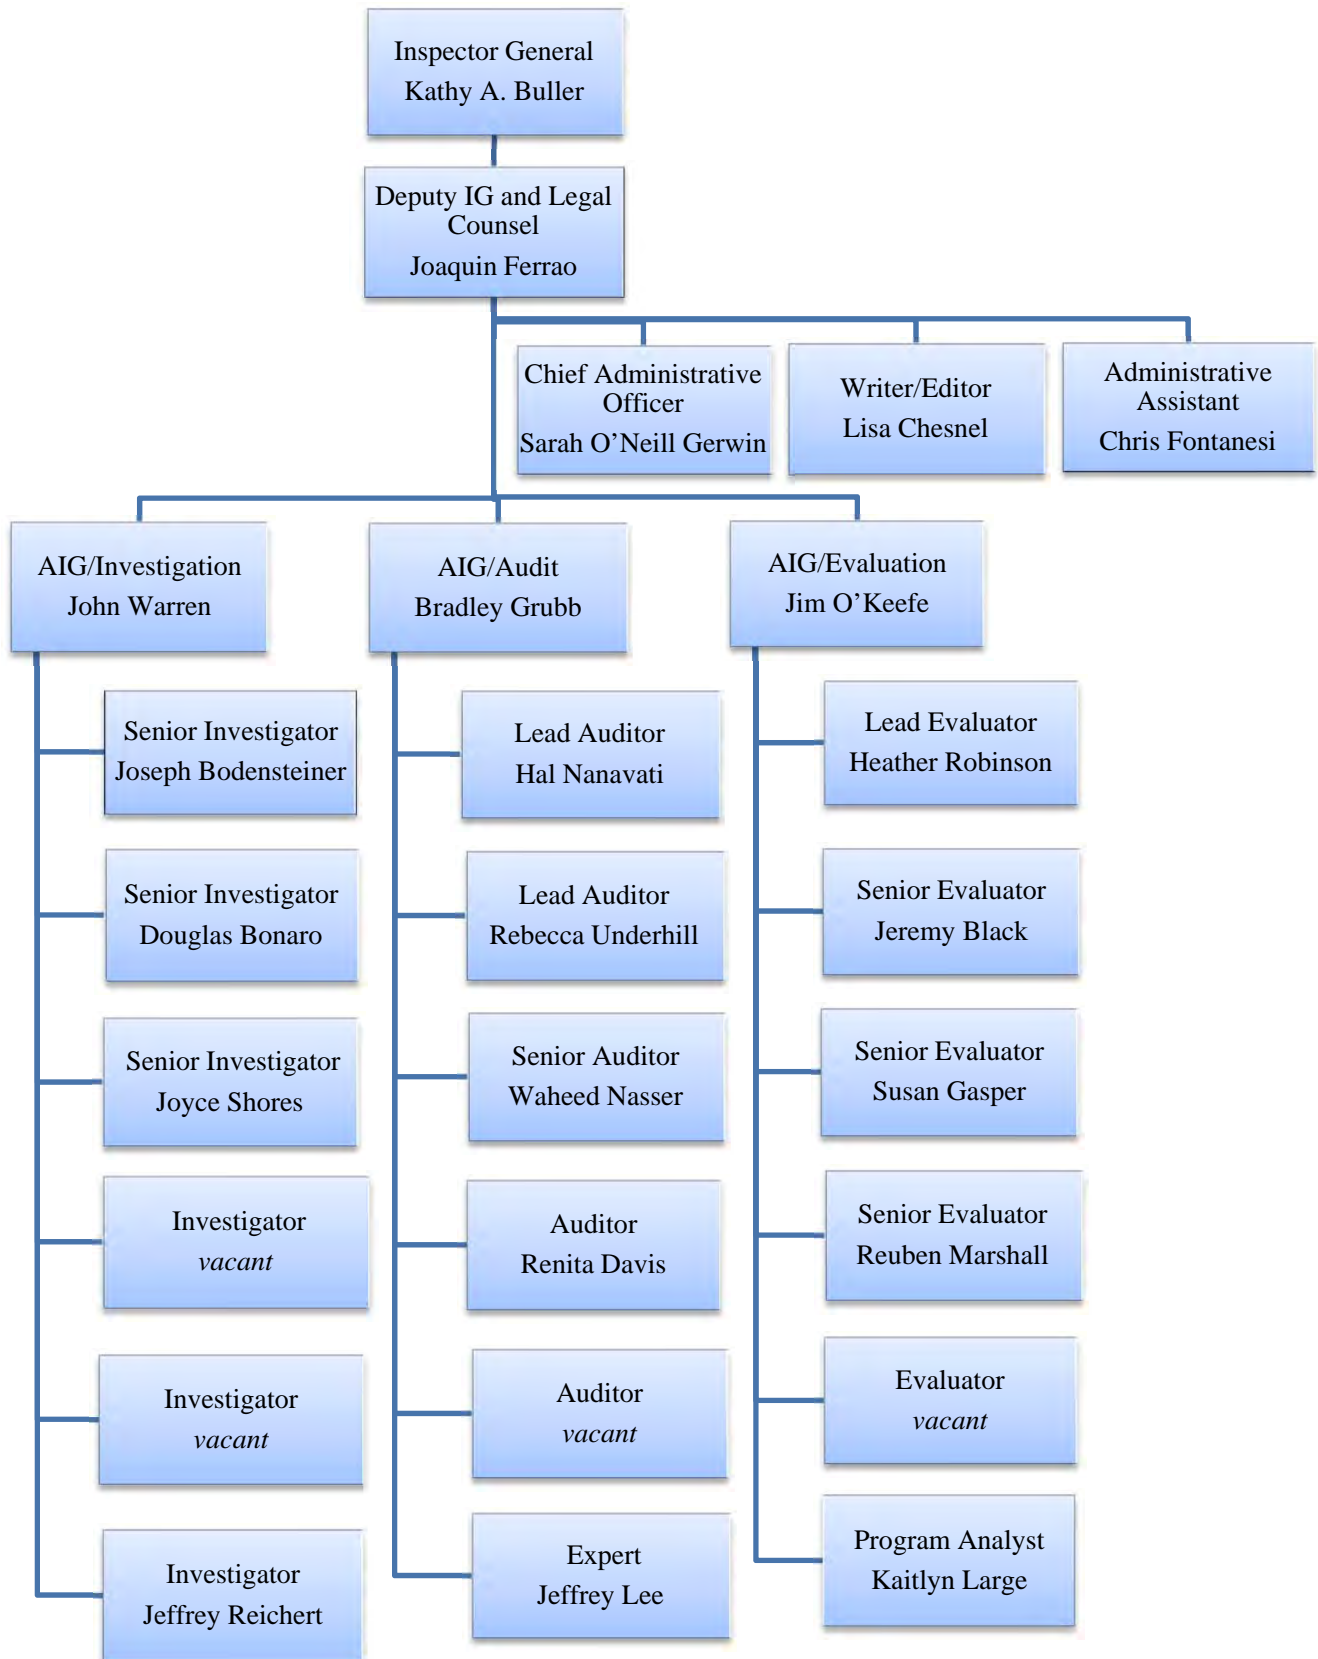 Inspector General
Kathy A. Buller
Deputy IG and Legal
Counsel
Joaquin Ferrao
Chief Administrative
Officer
Sarah O’Neill Gerwin
Writer/Editor
Lisa Chesnel
Administrative
Assistant
Chris Fontanesi
AIG/Investigation
John Warren
AIG/Audit
Bradley Grubb
AIG/Evaluation
Jim O’Keefe
Senior Investigator
Joseph Bodensteiner
Senior Investigator
Douglas Bonaro
Senior Investigator
Joyce Shores
Investigator
vacant
Investigator
vacant
Investigator
Jeffrey Reichert
Lead Auditor
Hal Nanavati
Lead Auditor
Rebecca Underhill
Senior Auditor
Waheed Nasser
Auditor
Renita Davis
Auditor
vacant
Expert
Jeffrey Lee
Lead Evaluator
Heather Robinson
Senior Evaluator
Jeremy Black
Senior Evaluator
Susan Gasper
Senior Evaluator
Reuben Marshall
Evaluator
vacant
Program Analyst
Kaitlyn Large